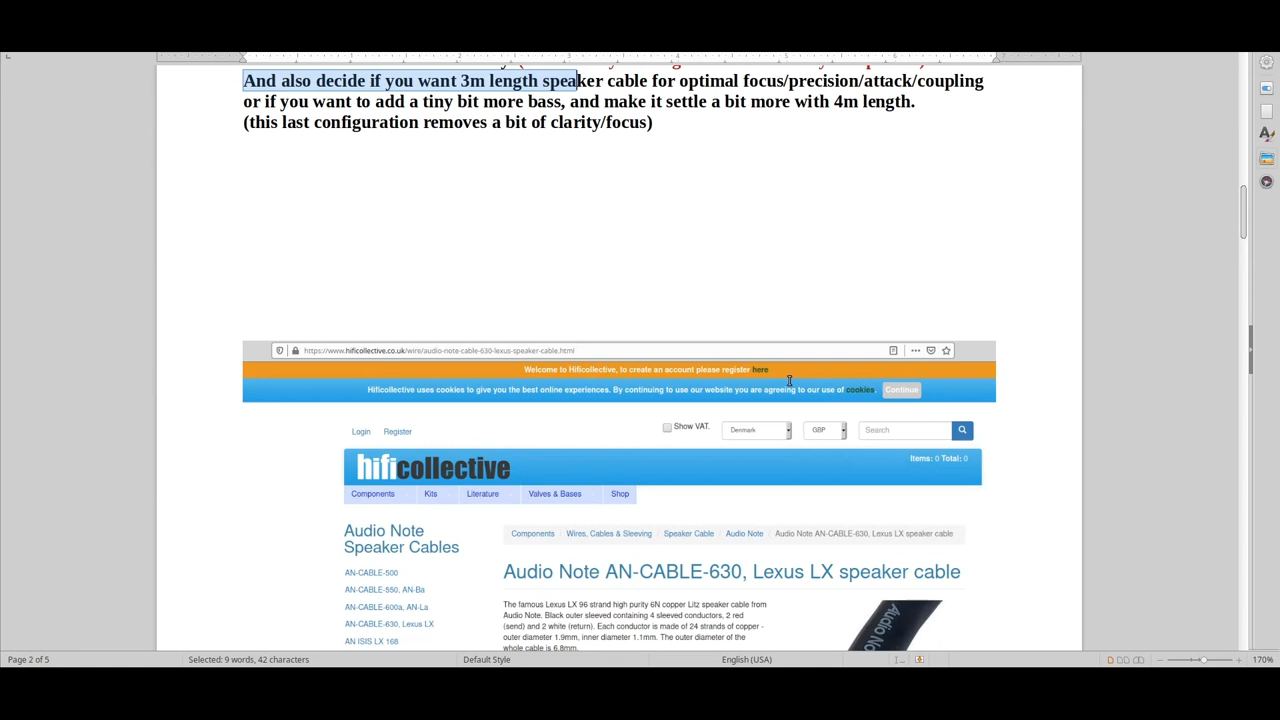 And also decide if you want 3m length speaker cable for optimal focus/precision/attack/coupling
or if you want to add a tiny bit more bass, and make it settle a bit more with 4m length.
(this last configuration removes a bit of clarity/focus)
https://www.hificollective.co.uk/wire/audio-note-cable-630-lexus-speaker-cable.html
Welcome to Hificollective, to create an account please register here
Hificollective uses cookies to give you the best online experiences. By continuing to use our website you are agreeing to our use of cookies. Continue
Login Register Show VAT. Denmark GBP Search
hificollective Items: 0 Total: 0
Components Kits Literature Valves & Bases Shop
Audio Note
Speaker Cables
AN-CABLE-500
AN-CABLE-550, AN-Ba
AN-CABLE-600a, AN-La
AN-CABLE-630, Lexus LX
AN ISIS LX 168
Components / Wires, Cables & Sleeving / Speaker Cable / Audio Note / Audio Note AN-CABLE-630, Lexus LX speaker cable
Audio Note AN-CABLE-630, Lexus LX speaker cable
The famous Lexus LX 96 strand high purity 6N copper Litz speaker cable from
Audio Note. Black outer sleeved containing 4 sleeved conductors, 2 red
(send) and 2 white (return). Each conductor is made of 24 strands of copper -
outer diameter 1.9mm, inner diameter 1.1mm. The outer diameter of the
whole cable is 6.8mm.
Audio No
Page 2 of 5 Selected: 9 words, 42 characters Default Style English (USA) 170%